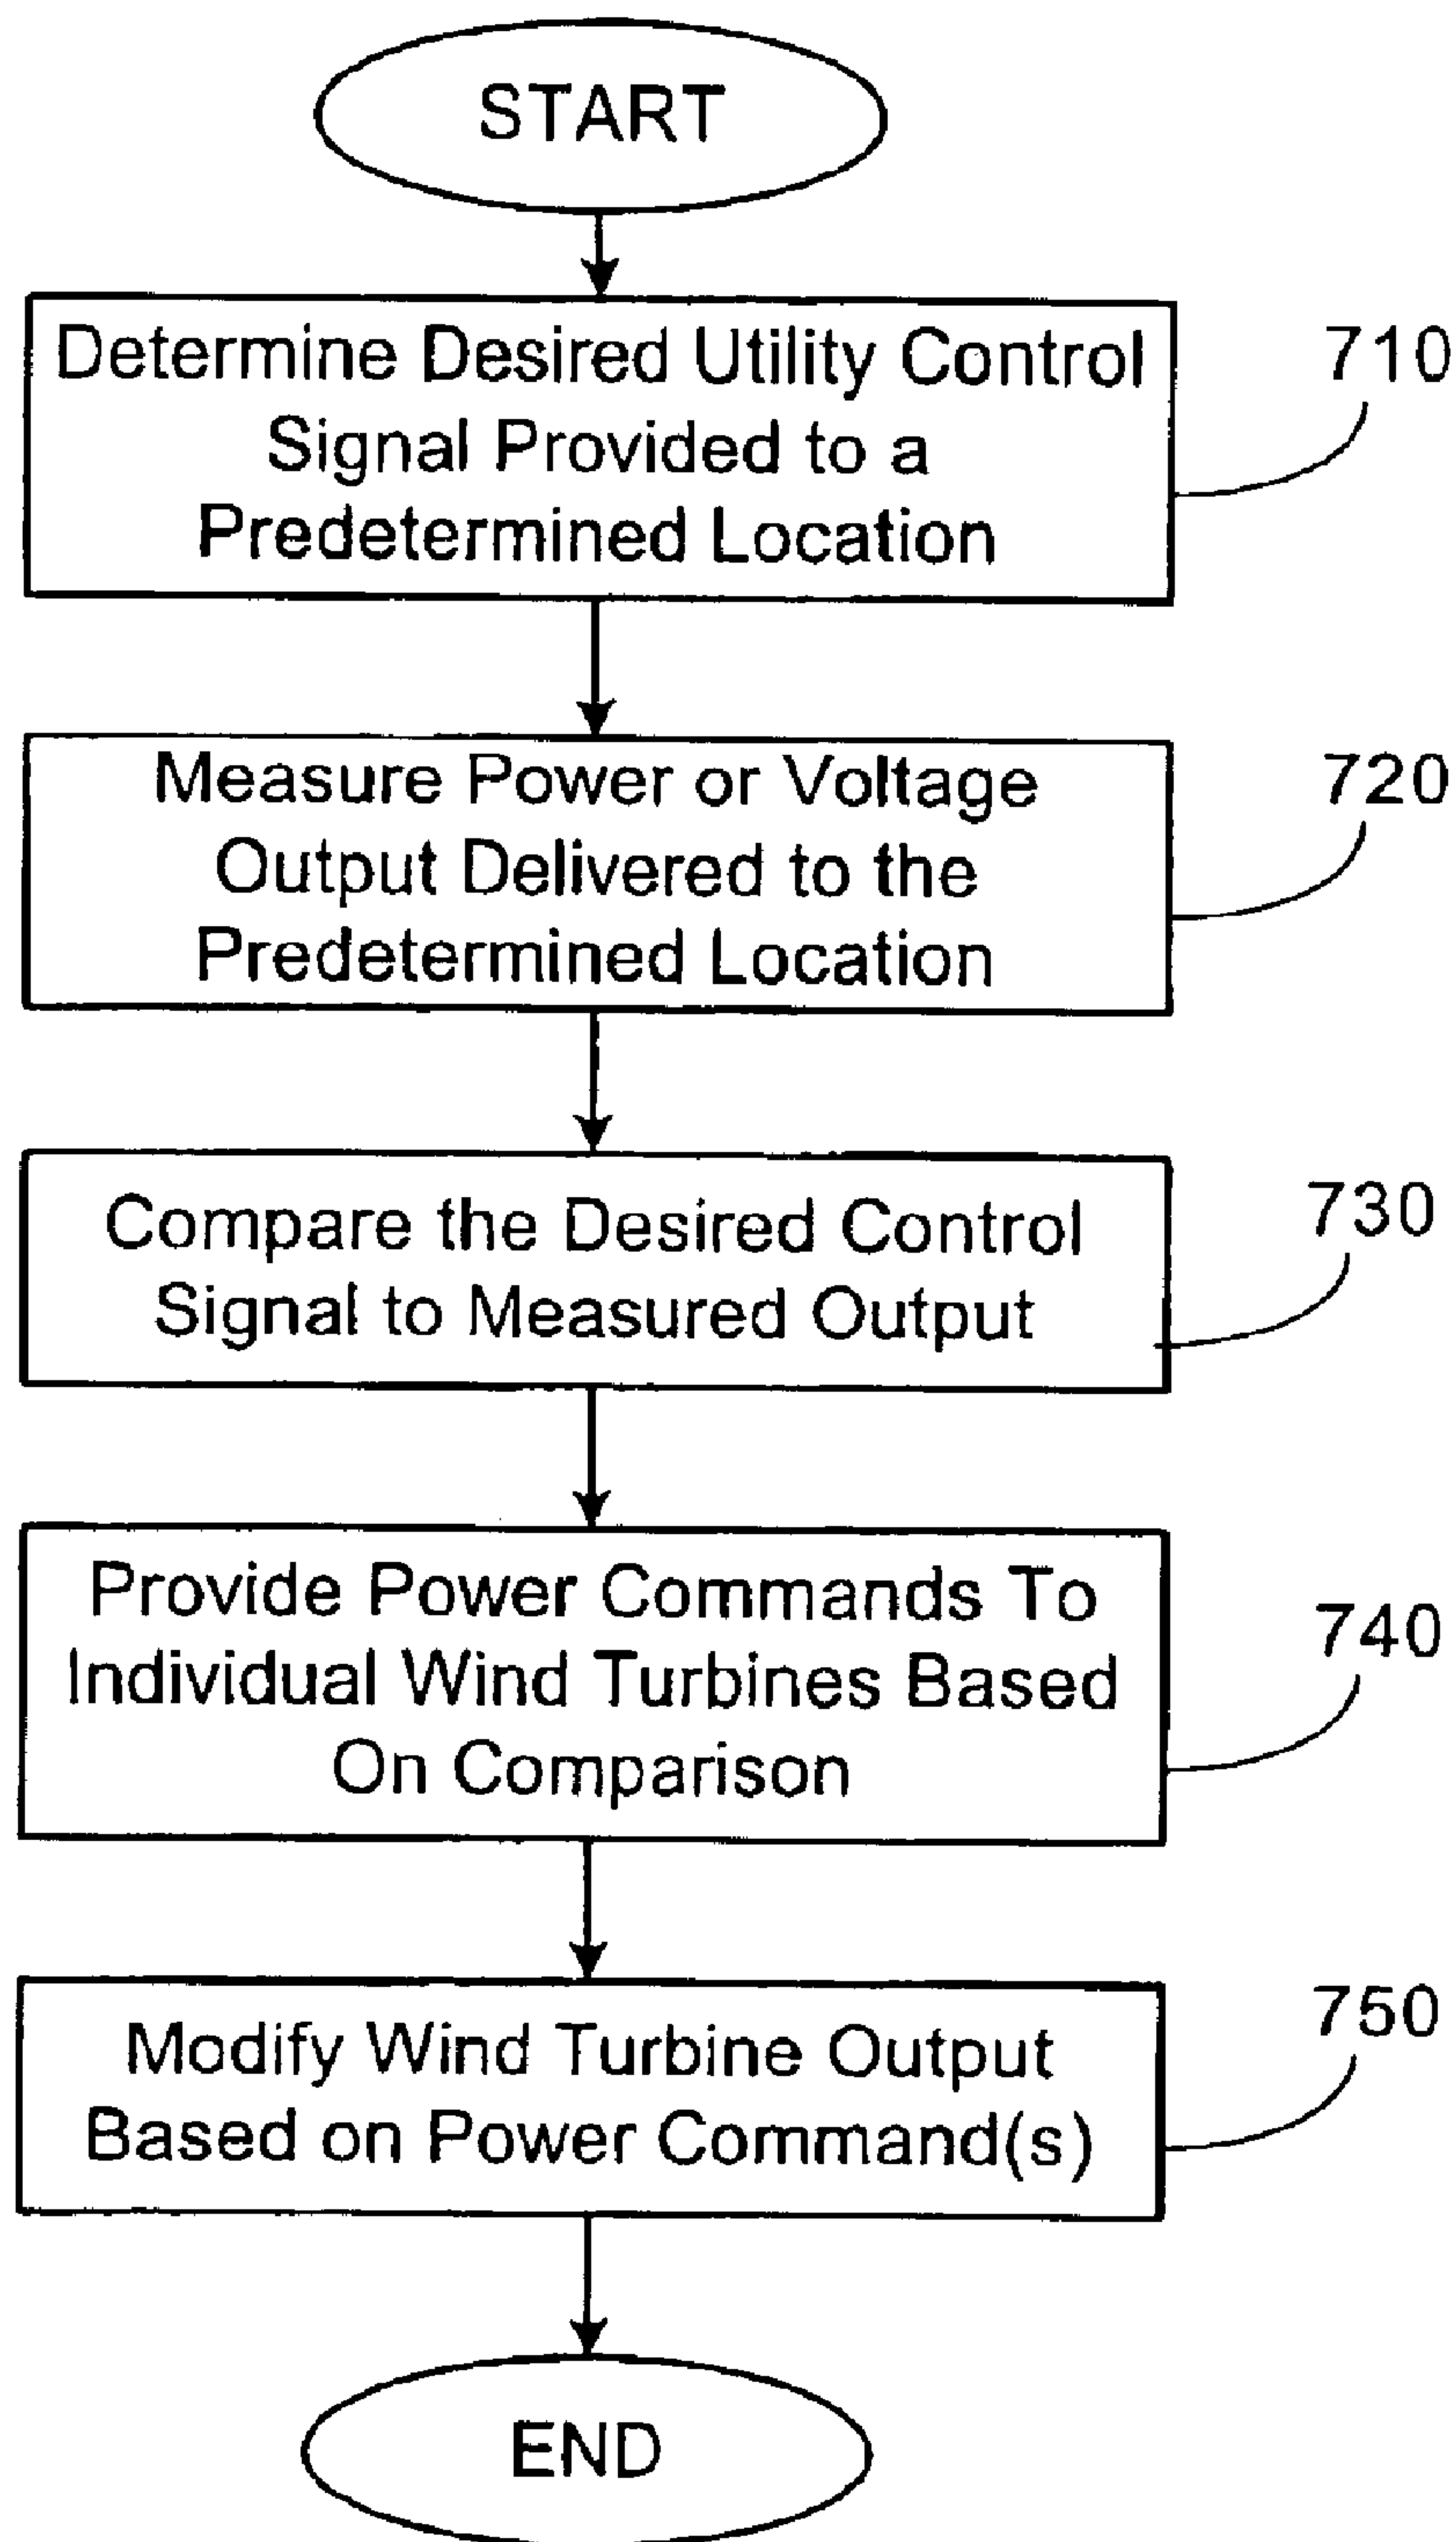 START
Determine Desired Utility Control
Signal Provided to a
Predetermined Location
710
Measure Power or Voltage
Output Delivered to the
Predetermined Location
720
Compare the Desired Control
Signal to Measured Output
730
Provide Power Commands To
Individual Wind Turbines Based
On Comparison
740
Modify Wind Turbine Output
Based on Power Command(s)
750
END